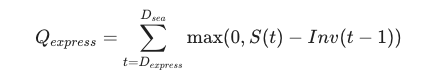 Q_{express} = \sum_{t=D_{express}}^{D_{sea}} \max(0, S(t) - Inv(t-1))